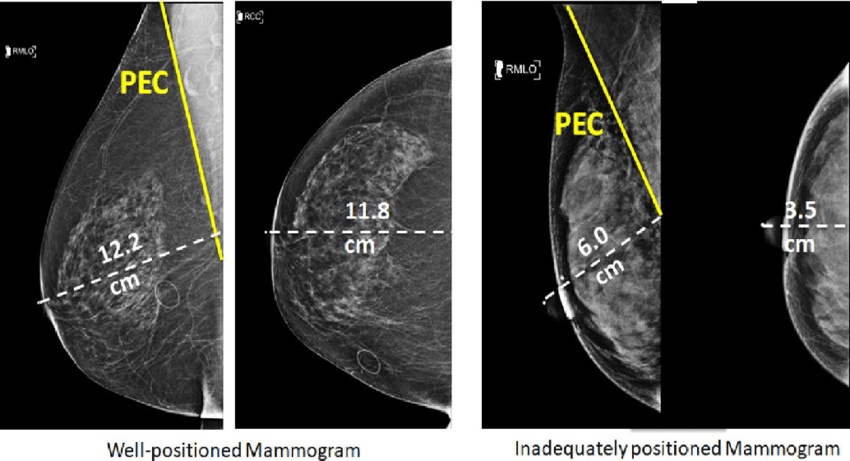 RMLO
PEC
12.2
cm
RCC
11.8
cm
RMLO
PEC
6.0
cm
3.5
cm
Well-positioned Mammogram
Inadequately positioned Mammogram